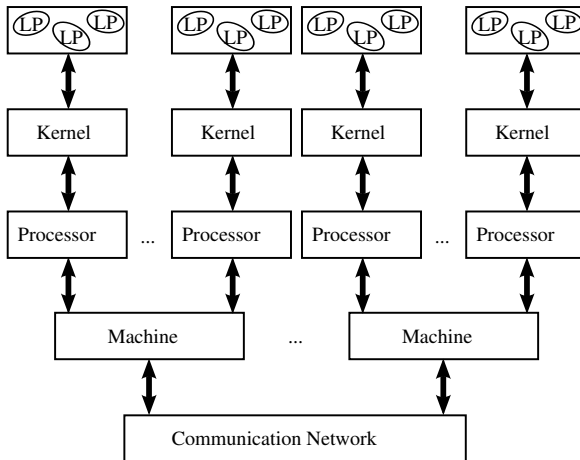 LP LP LP LP LP LP LP LP LP LP LP LP
Kernel Kernel Kernel Kernel
Processor ... Processor Processor ... Processor
Machine ... Machine
Communication Network